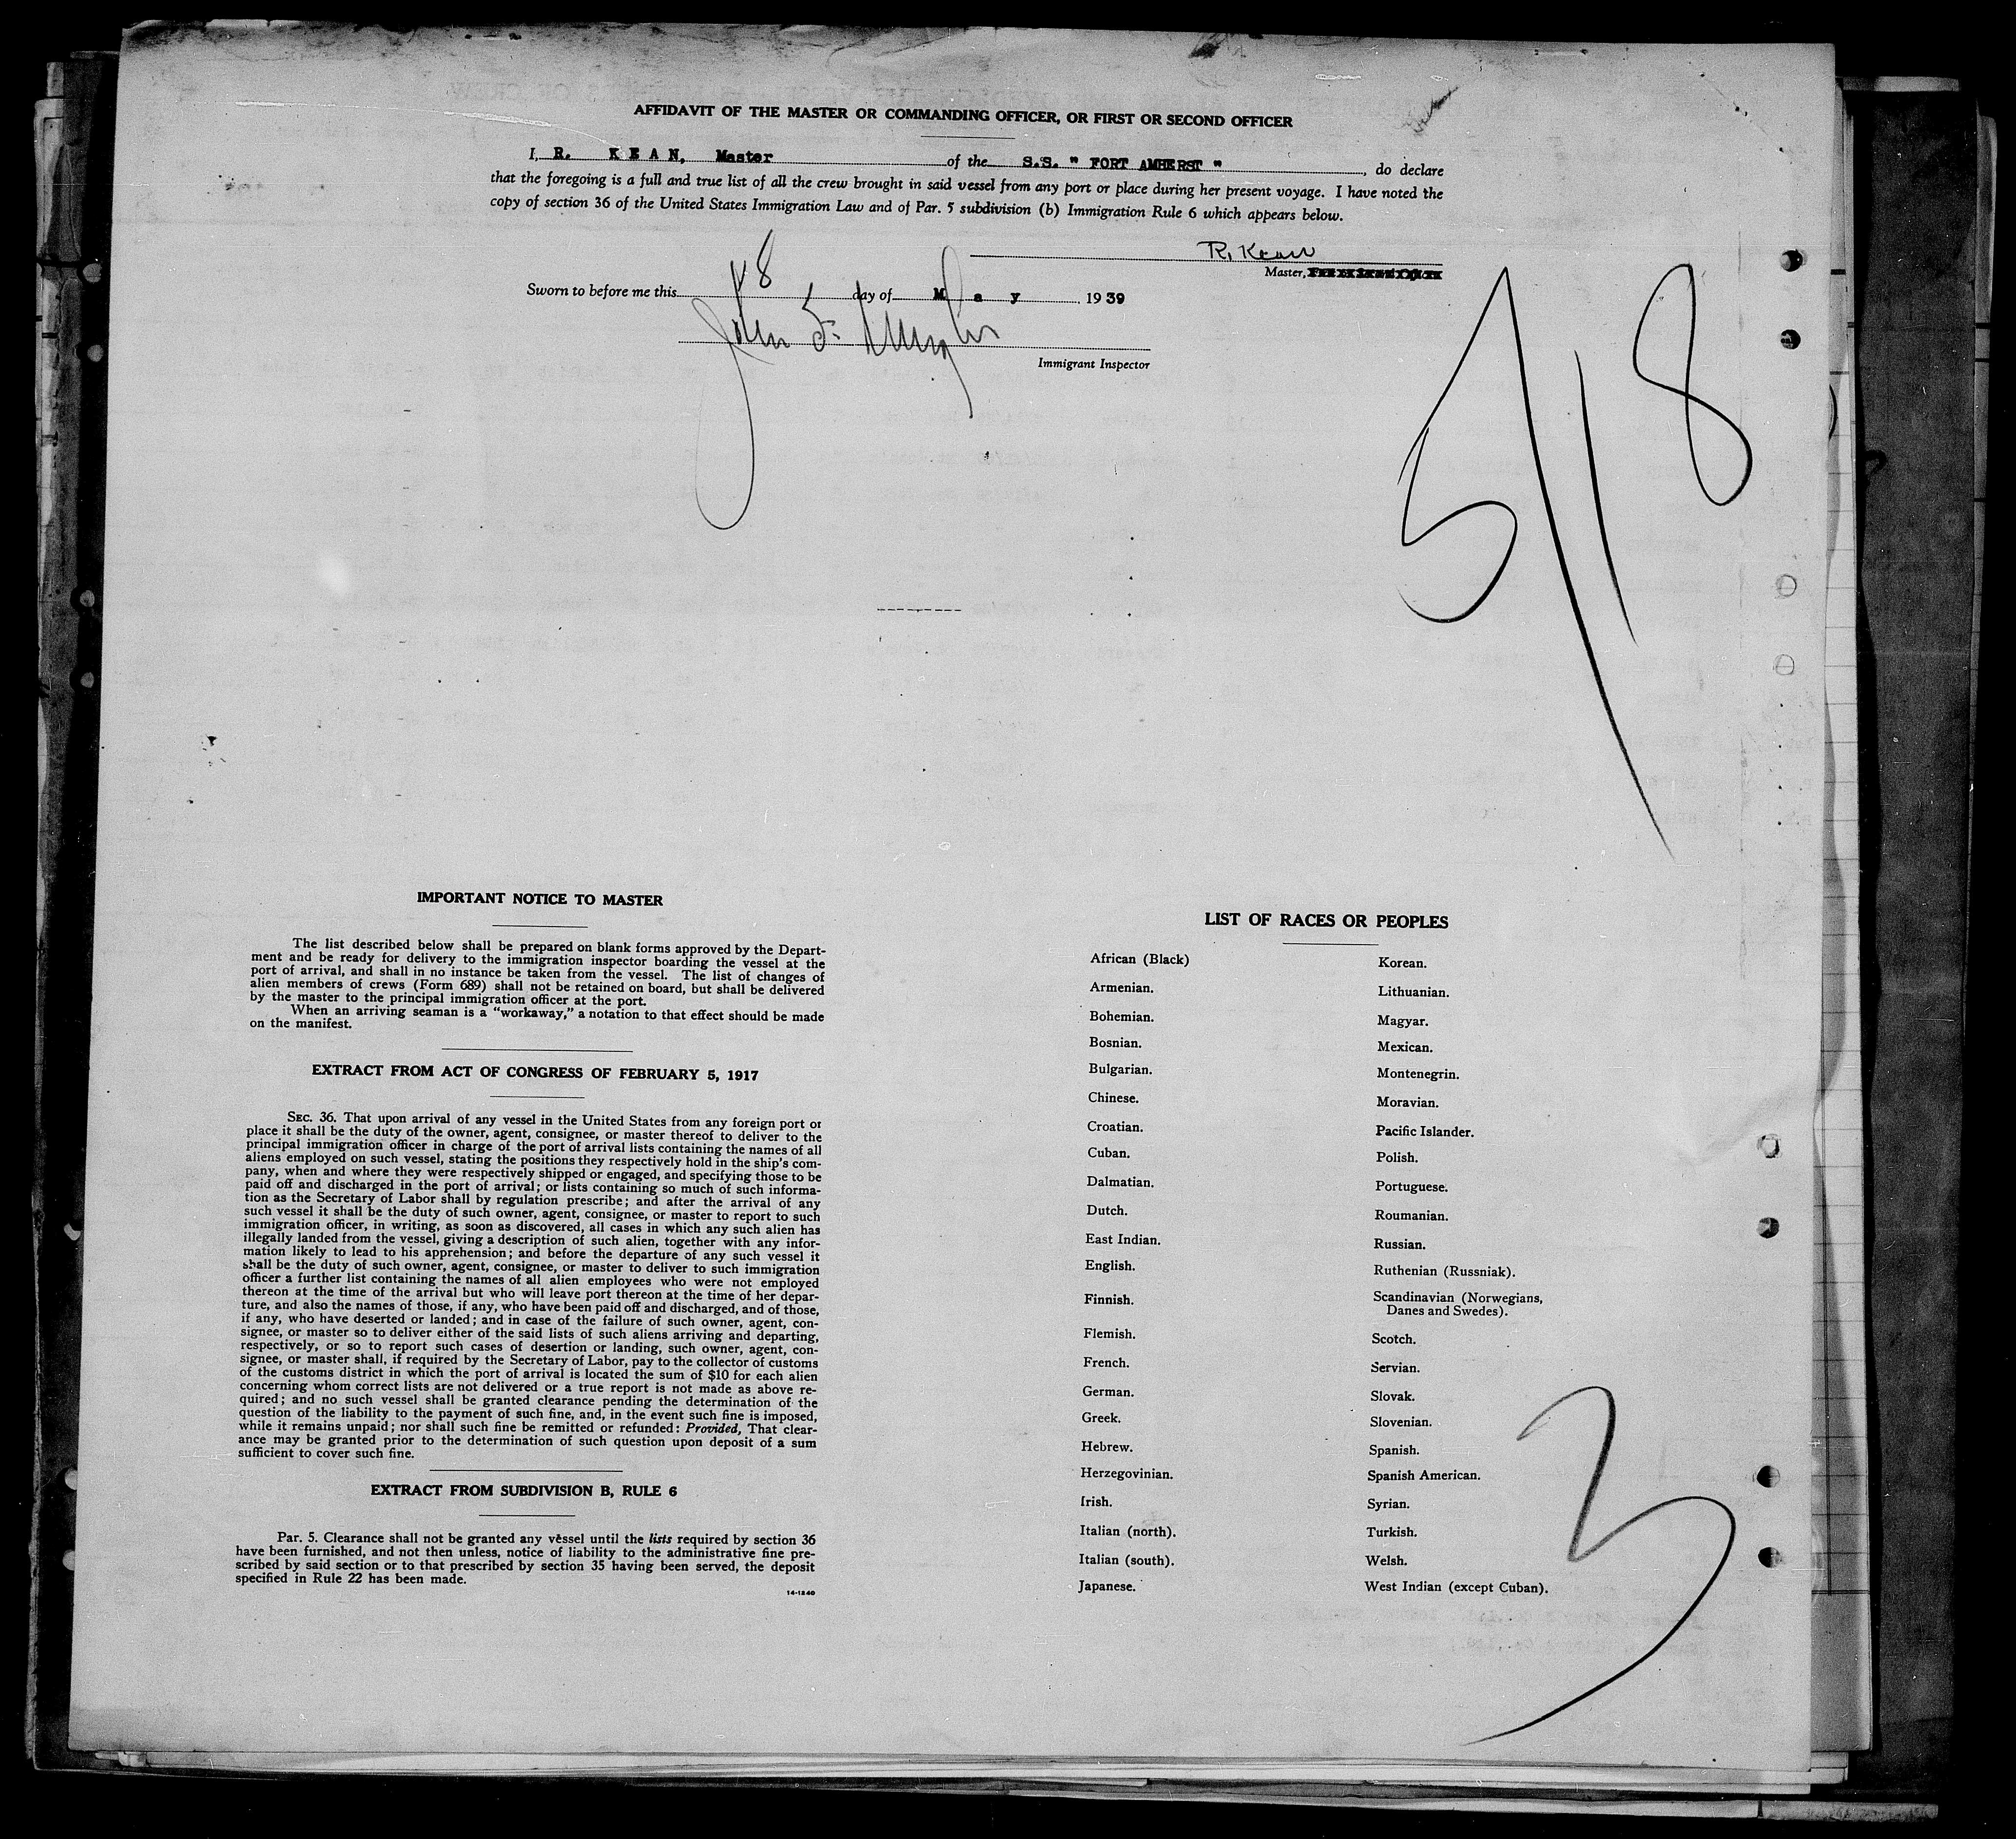 AFFIDAVIT OF THE MASTER OR COMMANDING OFFICER, OR FIRST OR SECOND OFFICER
I, R. KEAN, Master of the S.S. " FORT AMHERST ", do declare
that the foregoing is a full and true list of all the crew brought in said vessel from any port or place during her present voyage. I have noted the
copy of section 36 of the United States Immigration Law and of Par. 5 subdivision (b) Immigration Rule 6 which appears below.
R. Kean
Master,
Sworn to before me this 18 day of May, 1939
John F.
Immigrant Inspector
5/18
IMPORTANT NOTICE TO MASTER
The list described below shall be prepared on blank forms approved by the Depart-
ment and be ready for delivery to the immigration inspector boarding the vessel at the
port of arrival, and shall in no instance be taken from the vessel. The list of changes of
alien members of crews (Form 689) shall not be retained on board, but shall be delivered
by the master to the principal immigration officer at the port.
When an arriving seaman is a "workaway," a notation to that effect should be made
on the manifest.
EXTRACT FROM ACT OF CONGRESS OF FEBRUARY 5, 1917
SEC. 36. That upon arrival of any vessel in the United States from any foreign port or
place it shall be the duty of the owner, agent, consignee, or master thereof to deliver to the
principal immigration officer in charge of the port of arrival lists containing the names of all
aliens employed on such vessel, stating the positions they respectively hold in the ship's com-
pany, when and where they were respectively shipped or engaged, and specifying those to be
paid off and discharged in the port of arrival; or lists containing so much of such informa-
tion as the Secretary of Labor shall by regulation prescribe; and after the arrival of any
such vessel it shall be the duty of such owner, agent, consignee, or master to report to such
immigration officer, in writing, as soon as discovered, all cases in which any such alien has
illegally landed from the vessel, giving a description of such alien, together with any infor-
mation likely to lead to his apprehension; and before the departure of any such vessel it
shall be the duty of such owner, agent, consignee, or master to deliver to such immigration
officer a further list containing the names of all alien employees who were not employed
thereon at the time of the arrival but who will leave port thereon at the time of her depar-
ture, and also the names of those, if any, who have been paid off and discharged, and of those,
if any, who have deserted or landed; and in case of the failure of such owner, agent, con-
signee, or master so to deliver either of the said lists of such aliens arriving and departing,
respectively, or so to report such cases of desertion or landing, such owner, agent, con-
signee, or master shall, if required by the Secretary of Labor, pay to the collector of customs
of the customs district in which the port of arrival is located the sum of $10 for each alien
concerning whom correct lists are not delivered or a true report is not made as above re-
quired; and no such vessel shall be granted clearance pending the determination of the
question of the liability to the payment of such fine, and, in the event such fine is imposed,
while it remains unpaid; nor shall such fine be remitted or refunded: Provided, That clear-
ance may be granted prior to the determination of such question upon deposit of a sum
sufficient to cover such fine.
EXTRACT FROM SUBDIVISION B, RULE 6
Par. 5. Clearance shall not be granted any vessel until the lists required by section 36
have been furnished, and not then unless, notice of liability to the administrative fine pre-
scribed by said section or to that prescribed by section 35 having been served, the deposit
specified in Rule 22 has been made.
14-1240
LIST OF RACES OR PEOPLES
African (Black)
Armenian.
Bohemian.
Bosnian.
Bulgarian.
Chinese.
Croatian.
Cuban.
Dalmatian.
Dutch.
East Indian.
English.
Finnish.
Flemish.
French.
German.
Greek.
Hebrew.
Herzegovinian.
Irish.
Italian (north).
Italian (south).
Japanese.
Korean.
Lithuanian.
Magyar.
Mexican.
Montenegrin.
Moravian.
Pacific Islander.
Polish.
Portuguese.
Roumanian.
Russian.
Ruthenian (Russniak).
Scandinavian (Norwegians,
Danes and Swedes).
Scotch.
Servian.
Slovak.
Slovenian.
Spanish.
Spanish American.
Syrian.
Turkish.
Welsh.
West Indian (except Cuban).
3